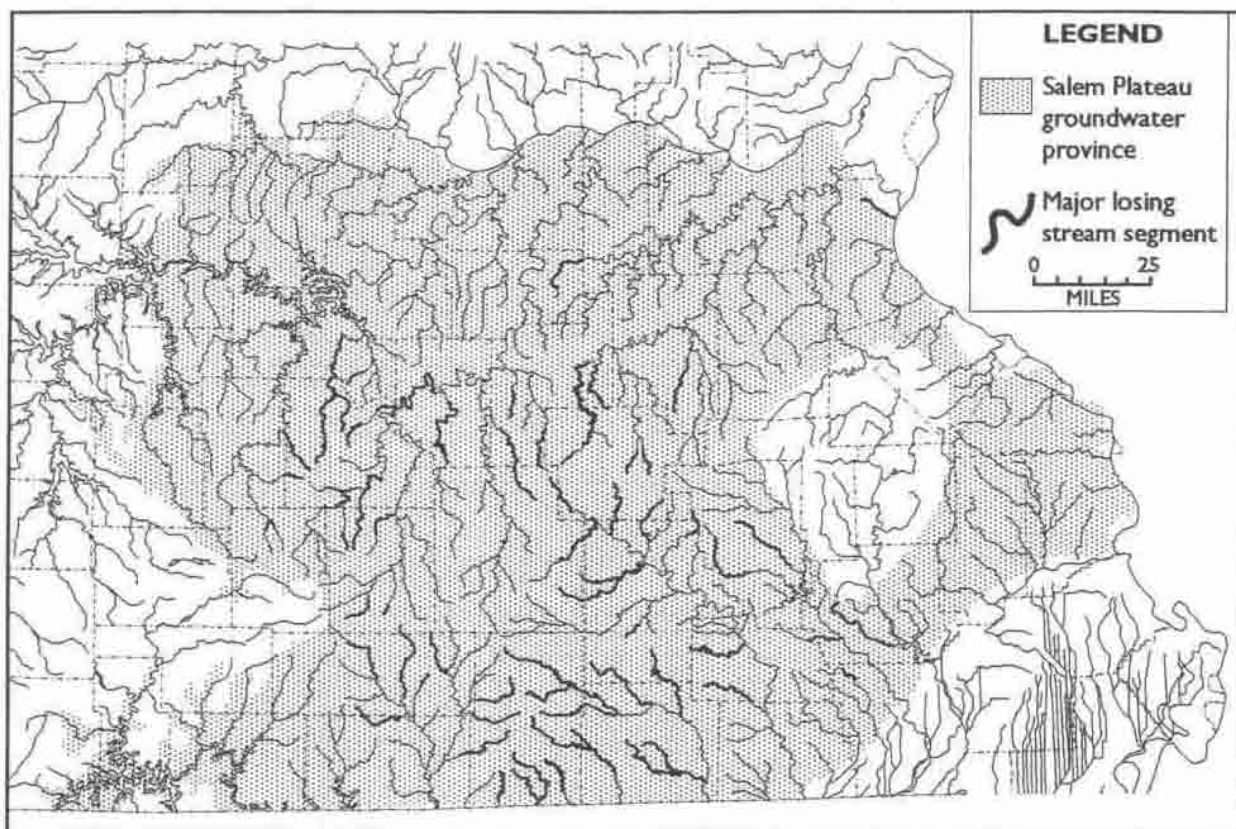 LEGEND
Salem Plateau
groundwater
province
Major losing
stream segment
0 25
MILES